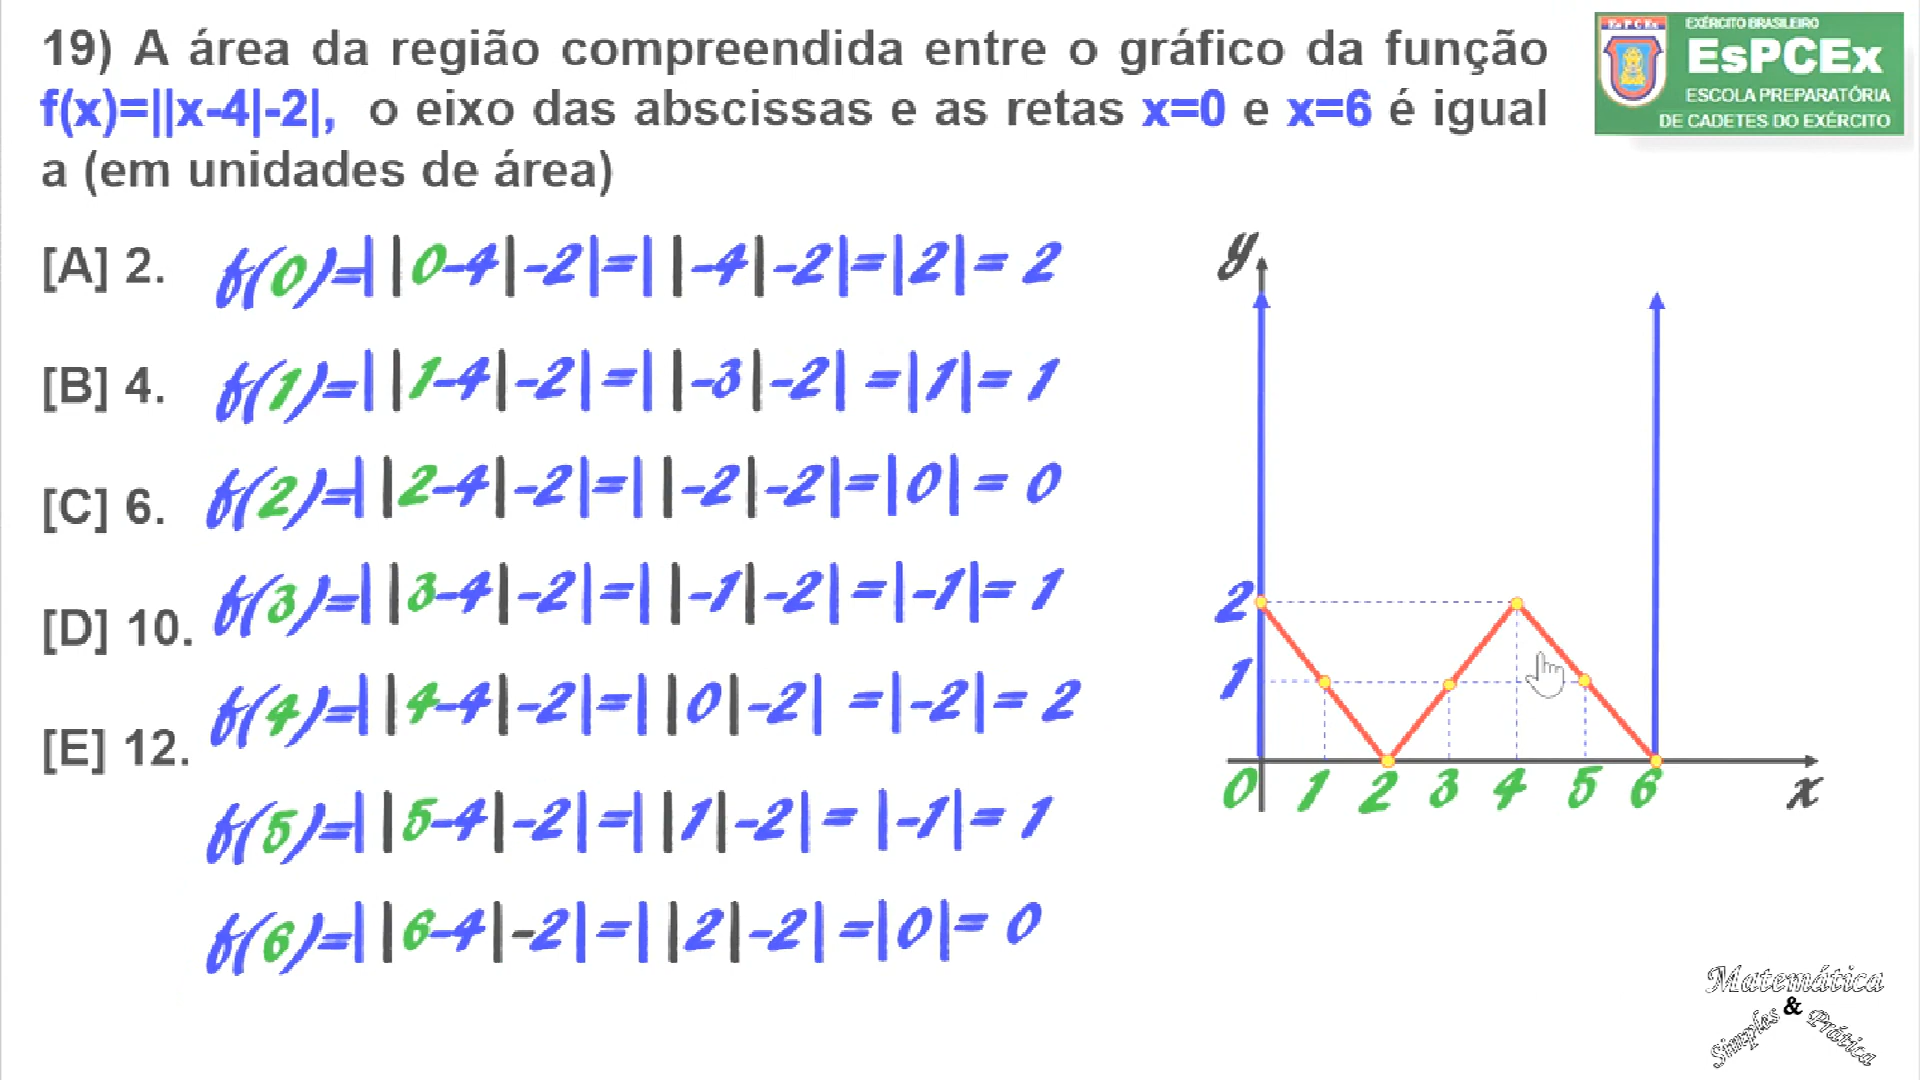 19) A área da região compreendida entre o gráfico da função
f(x)=||x-4|-2|, o eixo das abscissas e as retas x=0 e x=6 é igual
a (em unidades de área)
EsPCEx
EXÉRCITO BRASILEIRO
EsPCEx
ESCOLA PREPARATÓRIA
DE CADETES DO EXÉRCITO
[A] 2.
f(0)=||0-4|-2|=||-4|-2|=|2|= 2
[B] 4.
f(1)=||1-4|-2|=||-3|-2| =|1|= 1
[C] 6.
f(2)=||2-4|-2|=||-2|-2|=|0| = 0
[D] 10.
f(3)=||3-4|-2|=||-1|-2| =|-1|= 1
[E] 12.
f(4)=||4-4|-2|=||0|-2| =|-2|= 2
f(5)=||5-4|-2|=||1|-2| = |-1|= 1
f(6)=||6-4|-2|=||2|-2| =|0|= 0
y
2
1
0 1 2 3 4 5 6 x
Matemática
&
Simples Prática